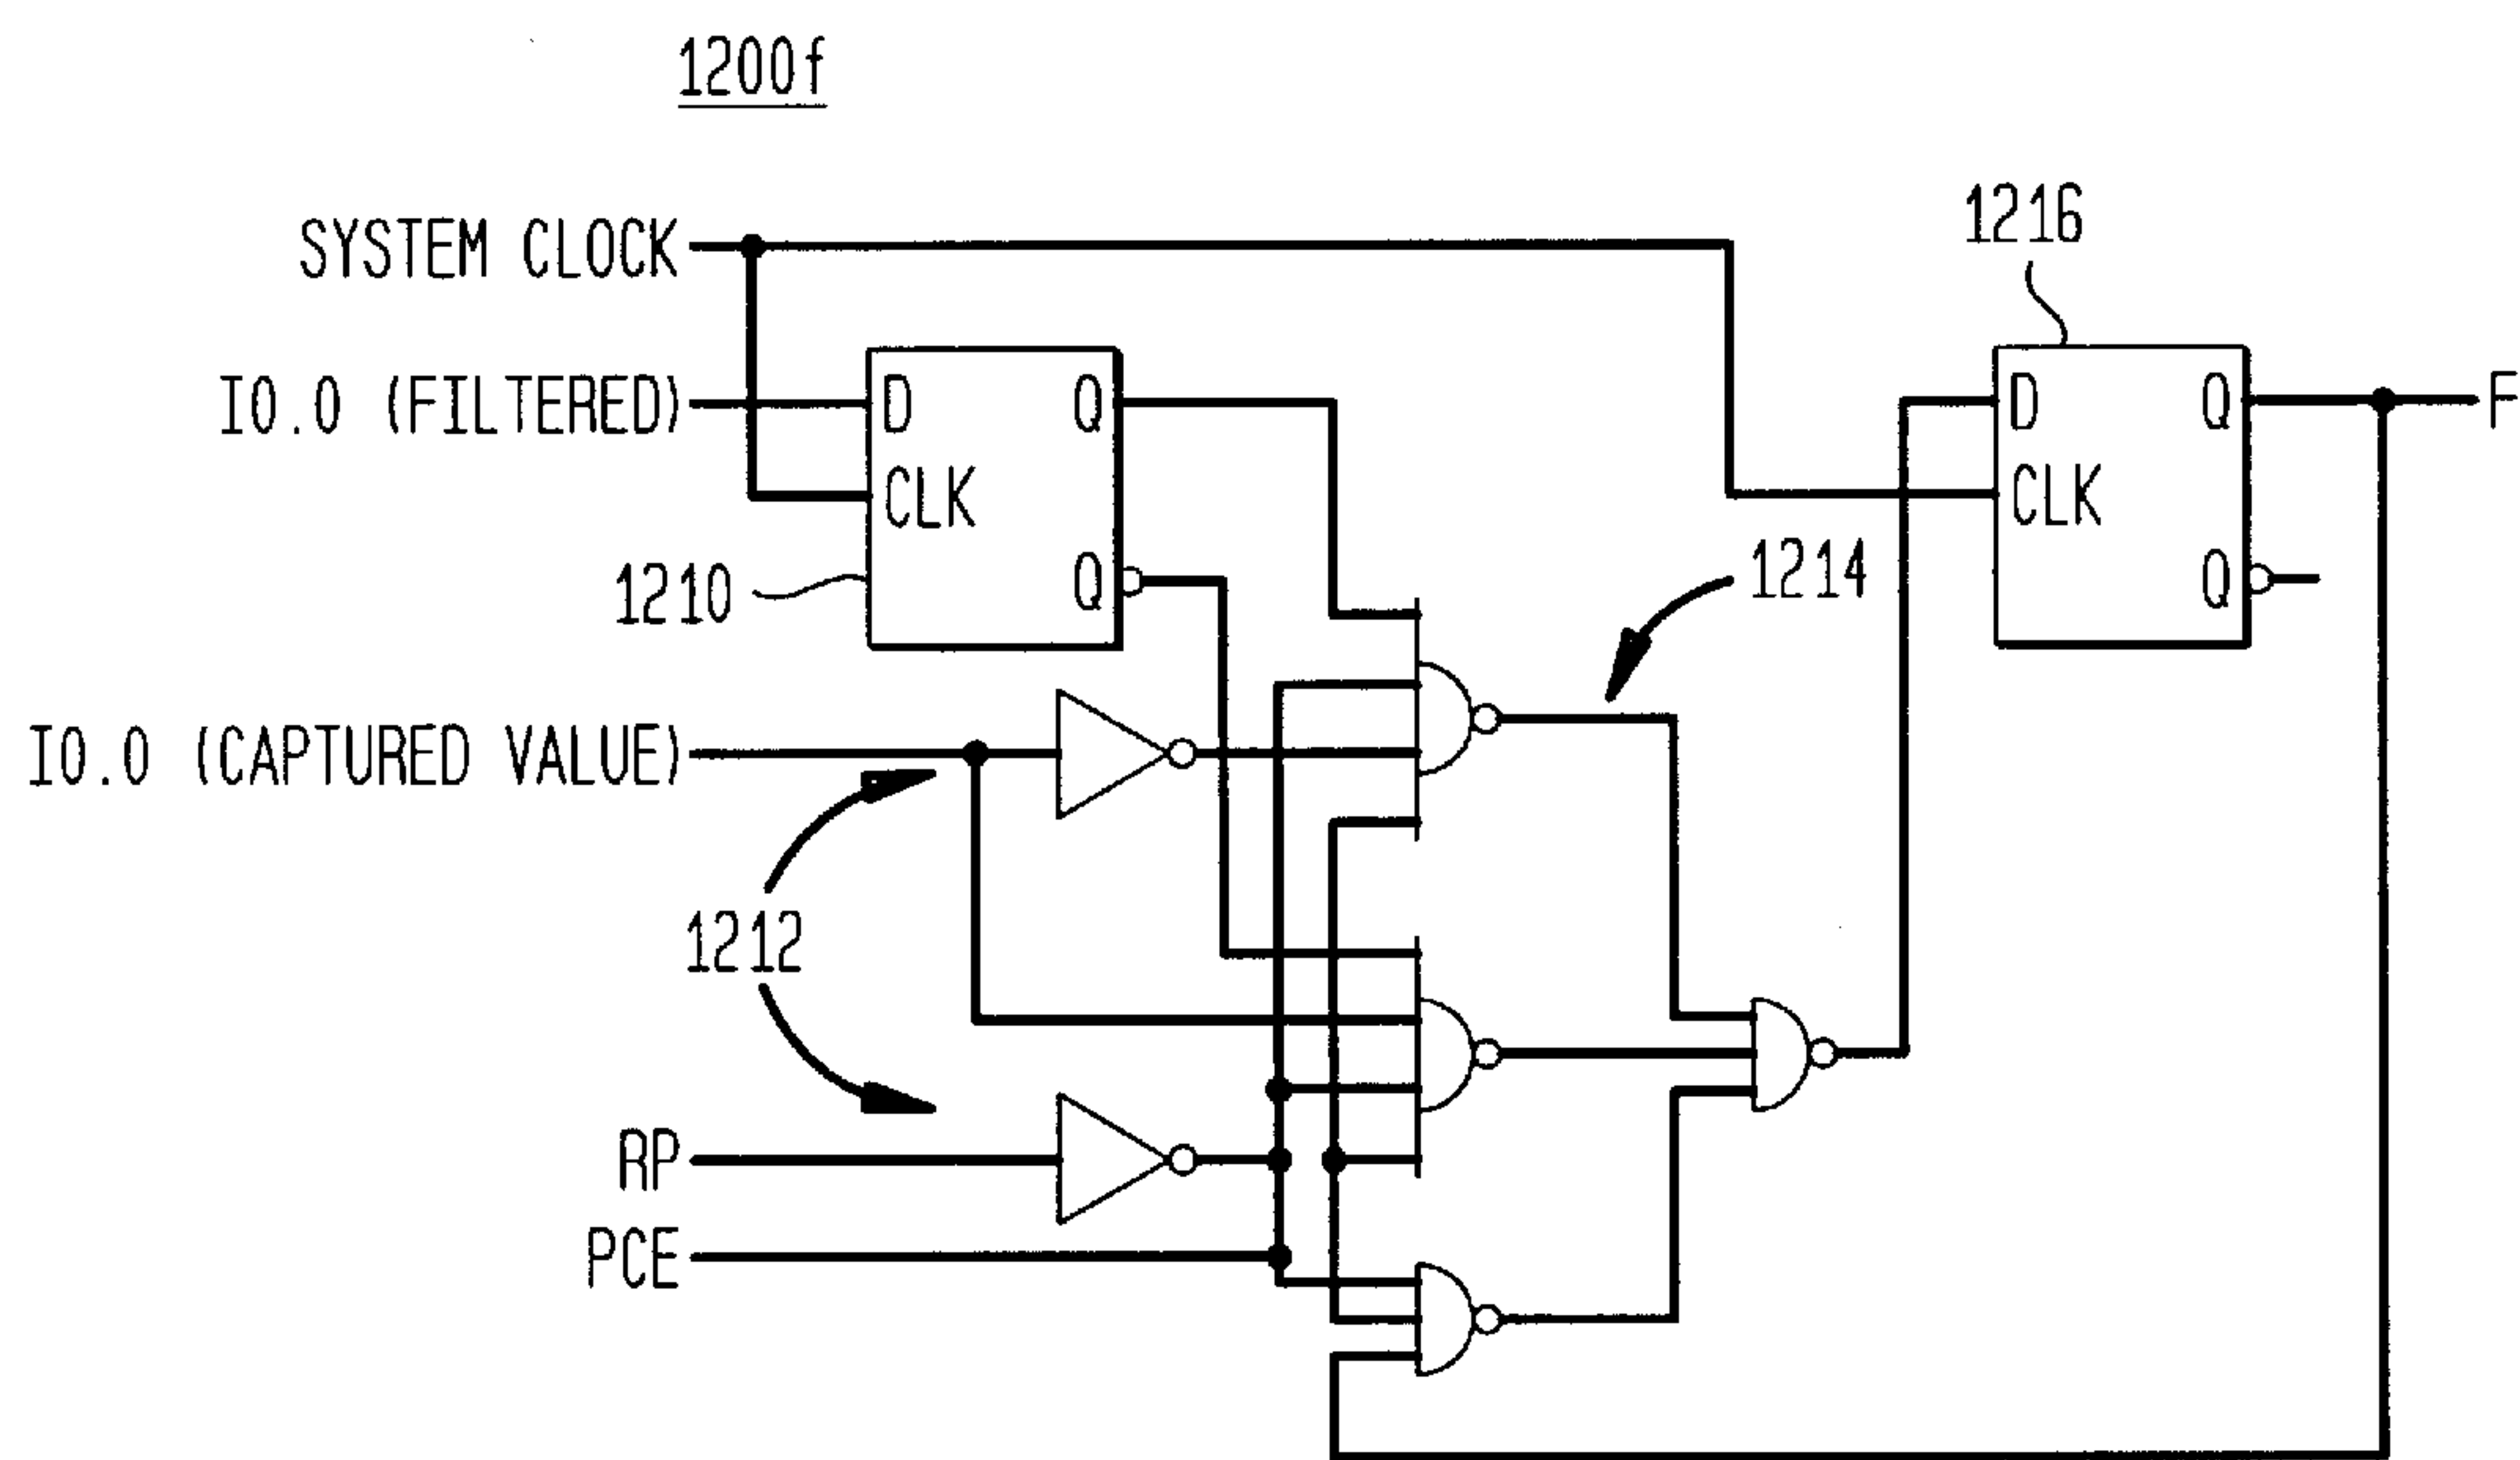 1200f
1216
SYSTEM CLOCK
I0.0 (FILTERED)
D Q
CLK
Q
1210
D Q
CLK
Q
F
1214
I0.0 (CAPTURED VALUE)
1212
RP
PCE